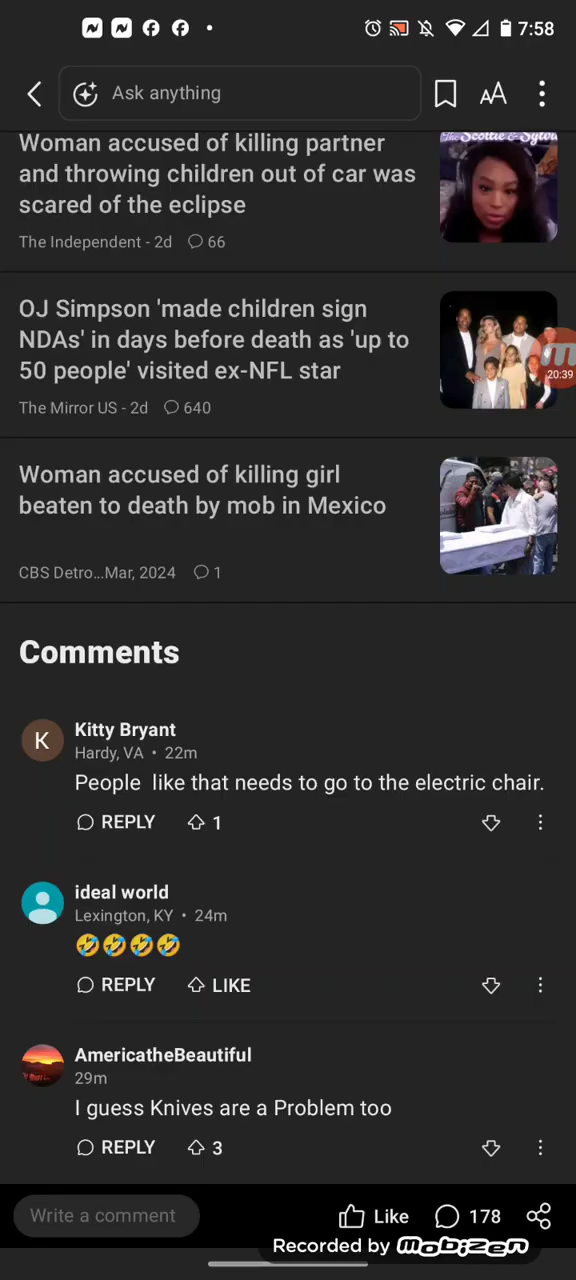 7:58
Ask anything
Woman accused of killing partner
and throwing children out of car was
scared of the eclipse
The Independent - 2d 66
OJ Simpson 'made children sign
NDAs' in days before death as 'up to
50 people' visited ex-NFL star
The Mirror US - 2d 640
20:39
Woman accused of killing girl
beaten to death by mob in Mexico
CBS Detro...Mar, 2024 1
Comments
K
Kitty Bryant
Hardy, VA • 22m
People like that needs to go to the electric chair.
REPLY 1
ideal world
Lexington, KY • 24m
🤣🤣🤣🤣
REPLY LIKE
AmericatheBeautiful
29m
I guess Knives are a Problem too
REPLY 3
Write a comment Like 178
Recorded by mobizen